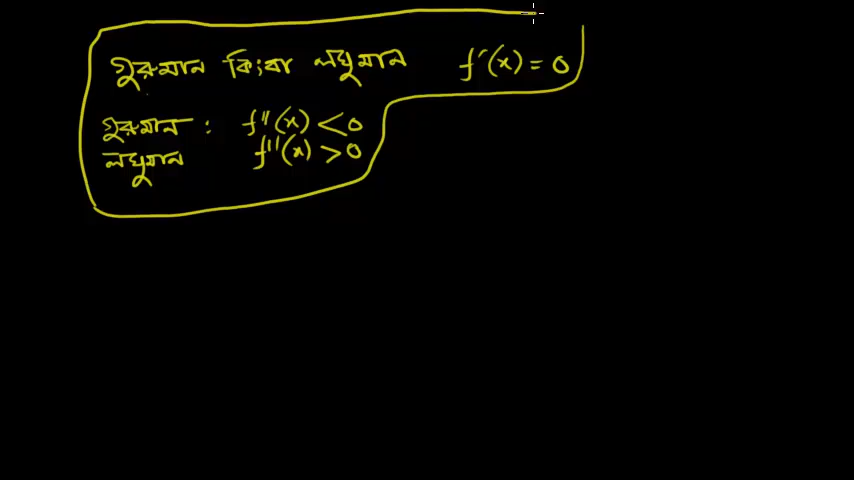 গুরুমান কিংবা লঘুমান f'(x) = 0
গুরুমান : f''(x) < 0
লঘুমান f''(x) > 0